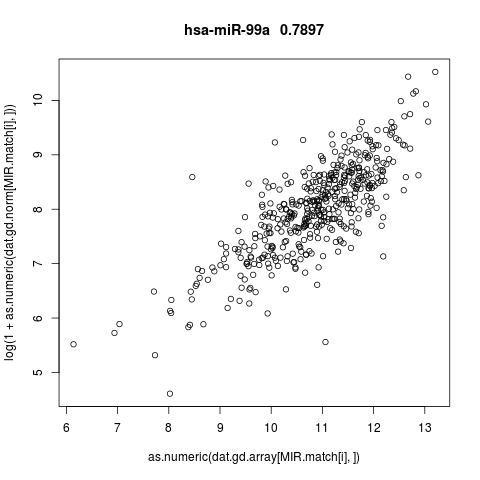 hsa-miR-99a 0.7897
log(1 + as.numeric(dat.gd.norm[MIR.match[i], ]))
10
9
8
7
6
5
6 7 8 9 10 11 12 13
as.numeric(dat.gd.array[MIR.match[i], ])